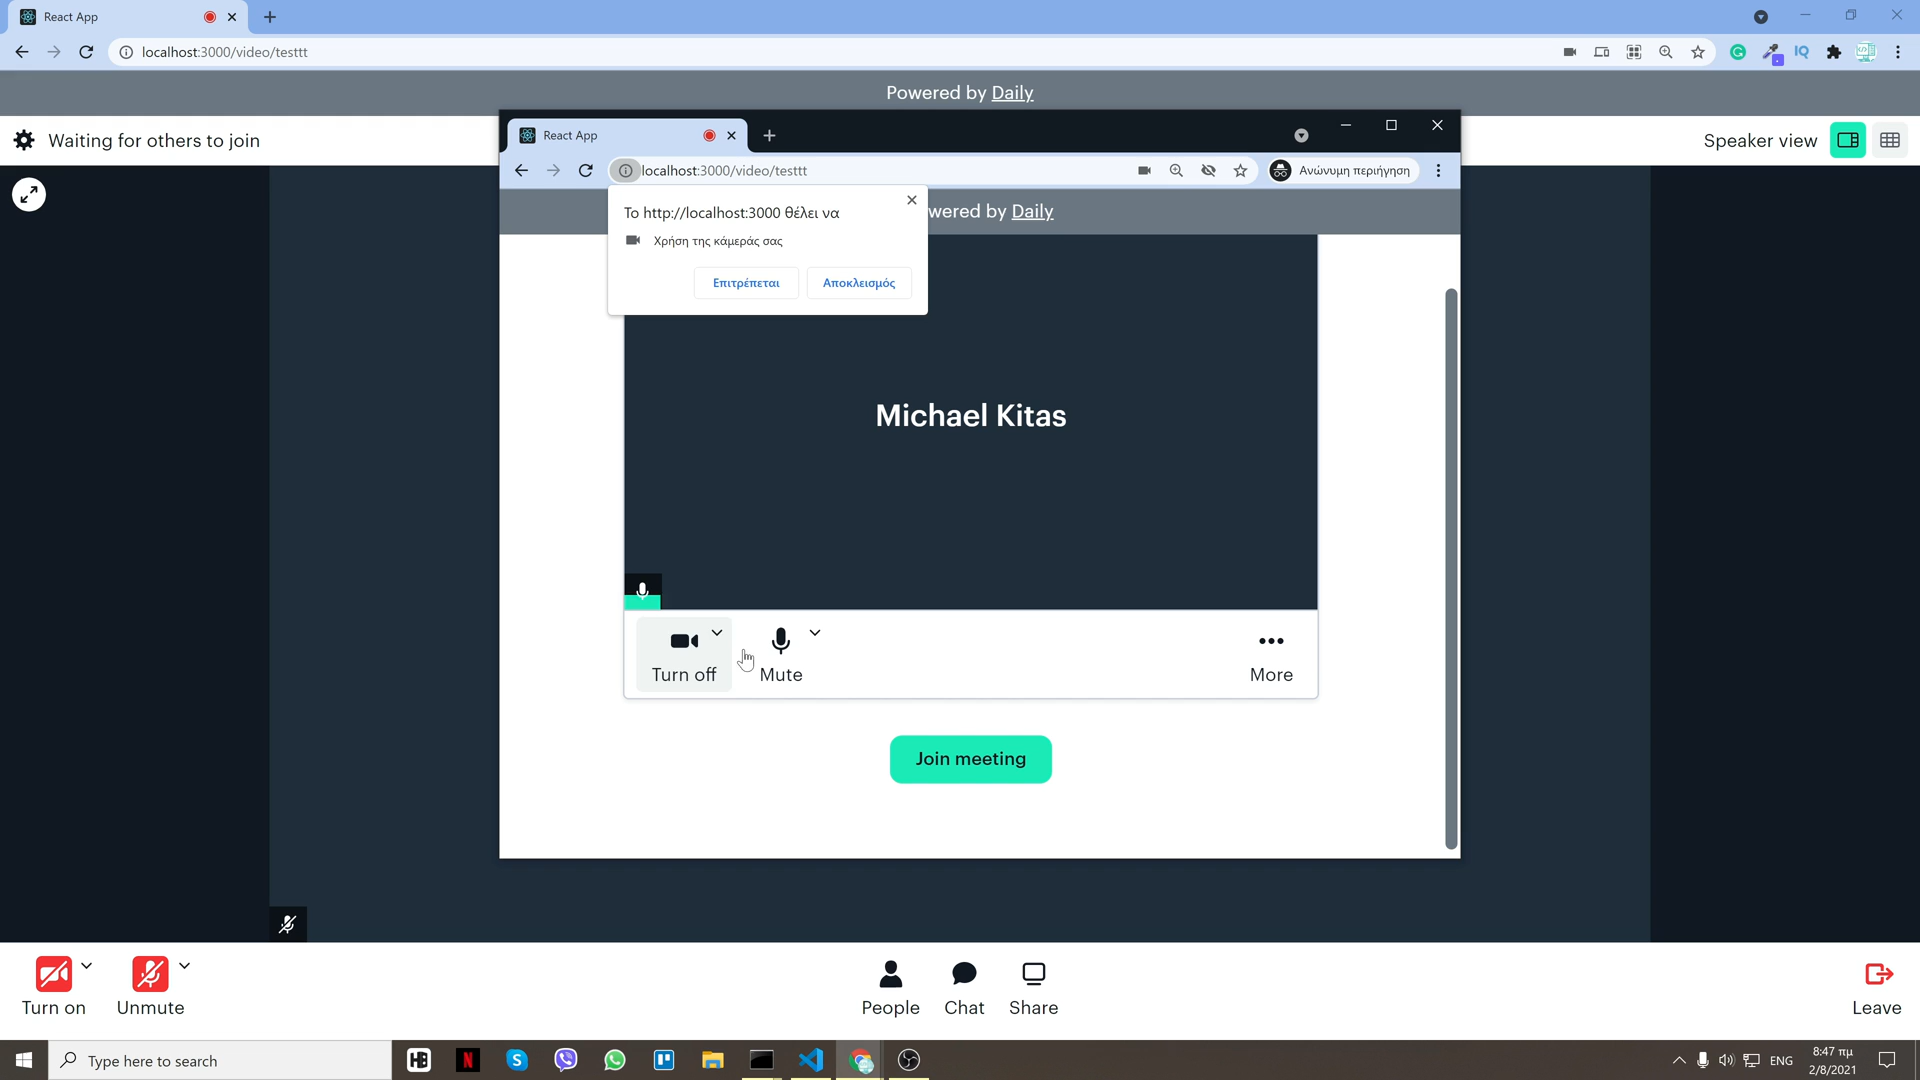 React App
localhost:3000/video/testtt
Powered by Daily
Waiting for others to join
Speaker view
React App
localhost:3000/video/testtt
Ανώνυμη περιήγηση
wered by Daily
Το http://localhost:3000 θέλει να
Χρήση της κάμεράς σας
Επιτρέπεται
Αποκλεισμός
Michael Kitas
Turn off
Mute
More
Join meeting
Turn on
Unmute
People
Chat
Share
Leave
Type here to search
ENG
8:47 πμ
2/8/2021